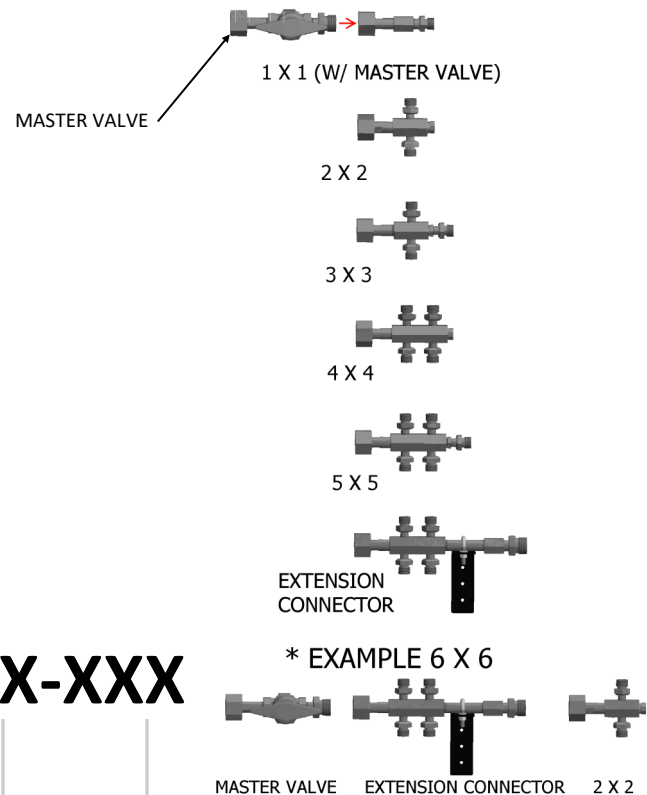 1 X 1 (W/ MASTER VALVE)
MASTER VALVE
2 X 2
3 X 3
4 X 4
5 X 5
EXTENSION
CONNECTOR
* EXAMPLE 6 X 6
X-XXX
MASTER VALVE EXTENSION CONNECTOR 2 X 2